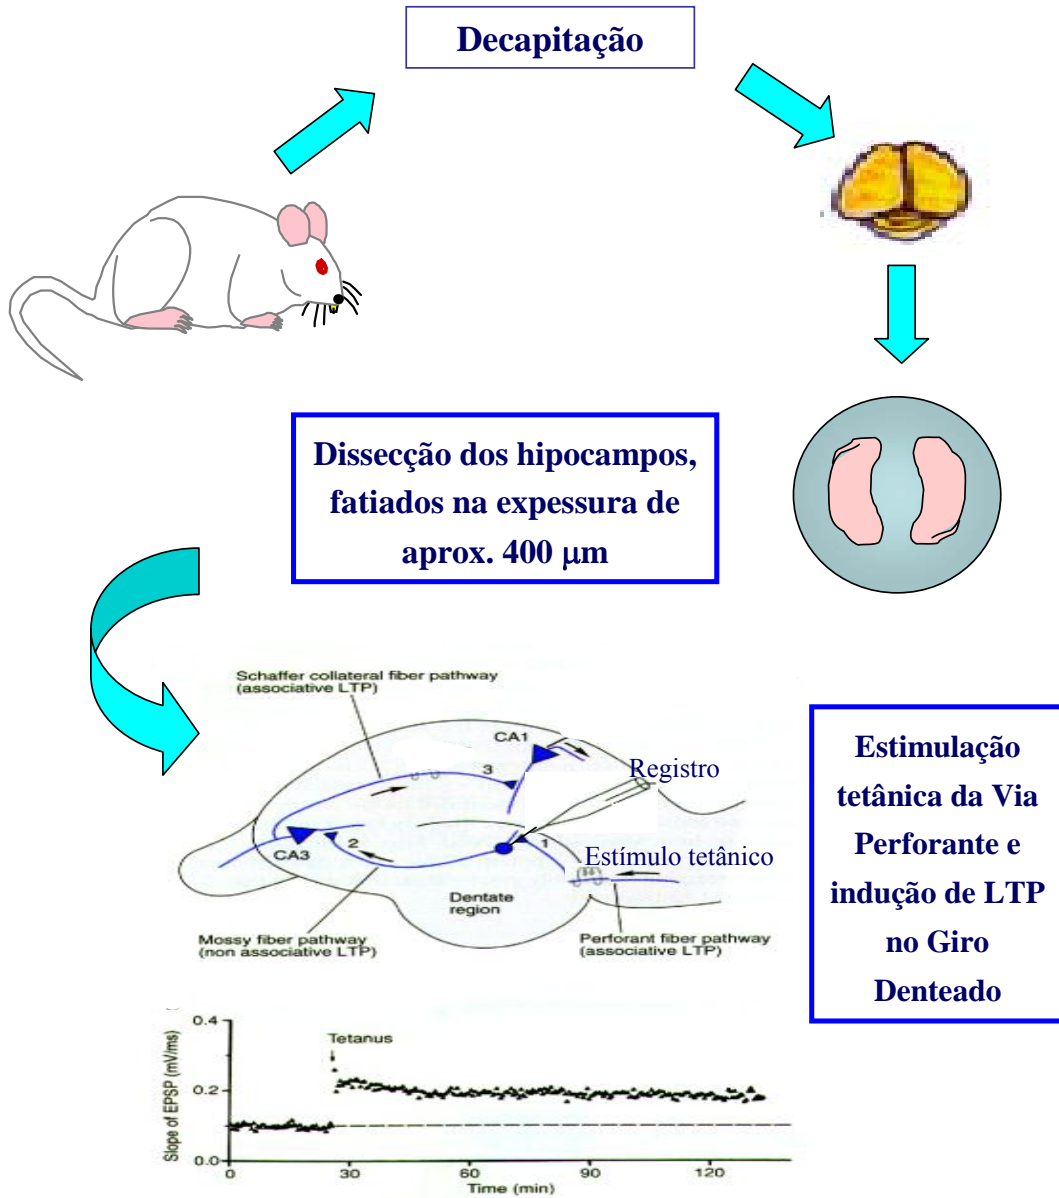 Decapitação
Dissecção dos hipocampos,
fatiados na expessura de
aprox. 400 μm
Schaffer collateral fiber pathway
(associative LTP)
CA1
3
Registro
CA3
2
1
Estímulo tetânico
Dentate
region
Mossy fiber pathway
(non associative LTP)
Perforant fiber pathway
(associative LTP)
Estimulação
tetânica da Via
Perforante e
indução de LTP
no Giro
Denteado
Slope of EPSP (mV/ms)
0.4
0.2
0.0
Tetanus
0
30
60
90
120
Time (min)